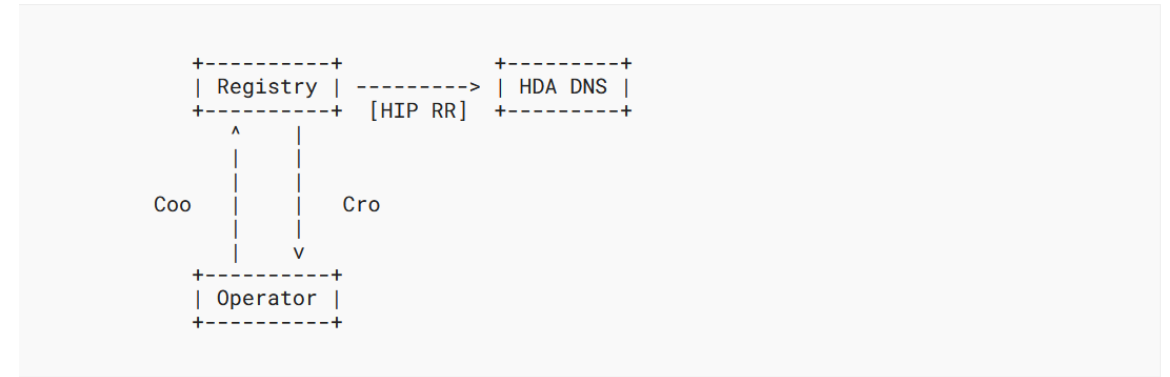 +----------+            +---------+
| Registry | ---------> | HDA DNS |
+----------+  [HIP RR]  +---------+
   ^    |
   |    |
   |    |
Coo   |    |   Cro
   |    |
   |    v
+----------+
| Operator |
+----------+